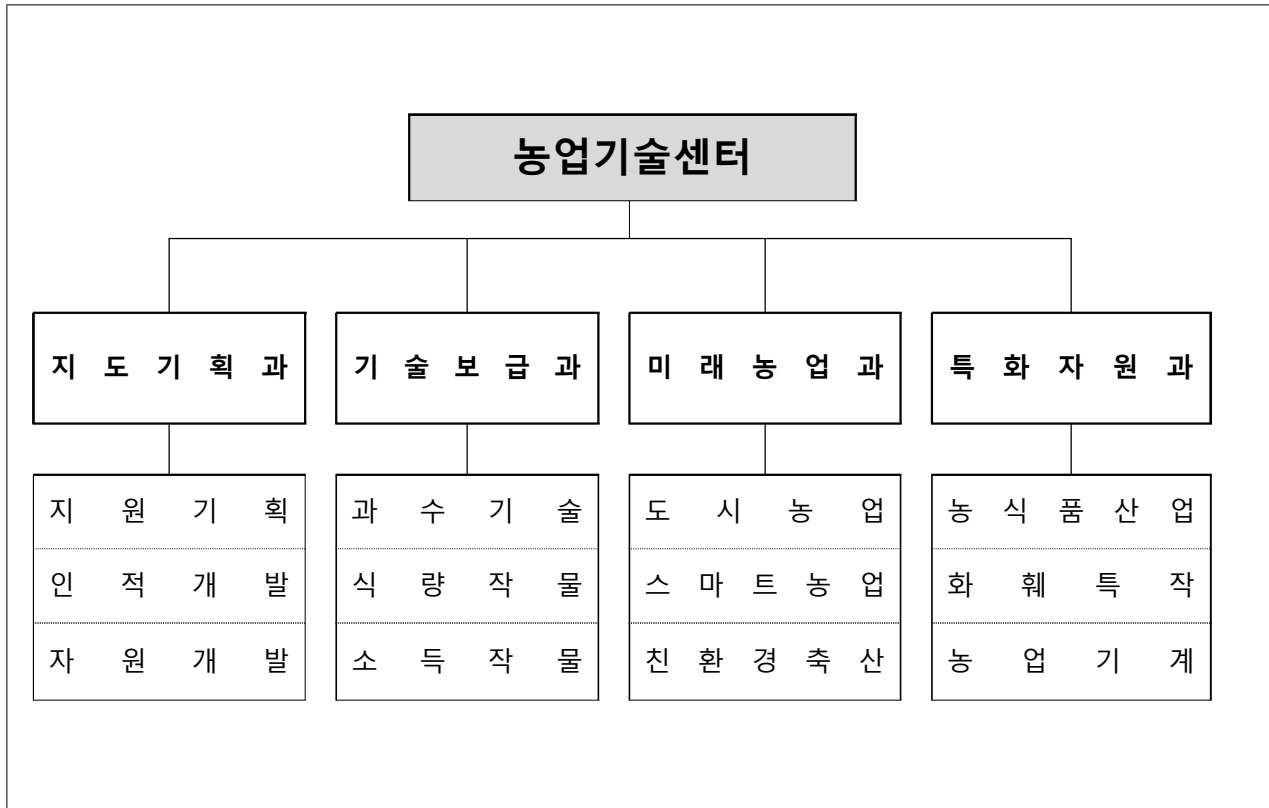 농업기술센터
지도기획과 기술보급과 미래농업과 특화자원과
지원기획 과수기술 도시농업 농식품산업
인적개발 식량작물 스마트농업 화훼특작
자원개발 소득작물 친환경축산 농업기계